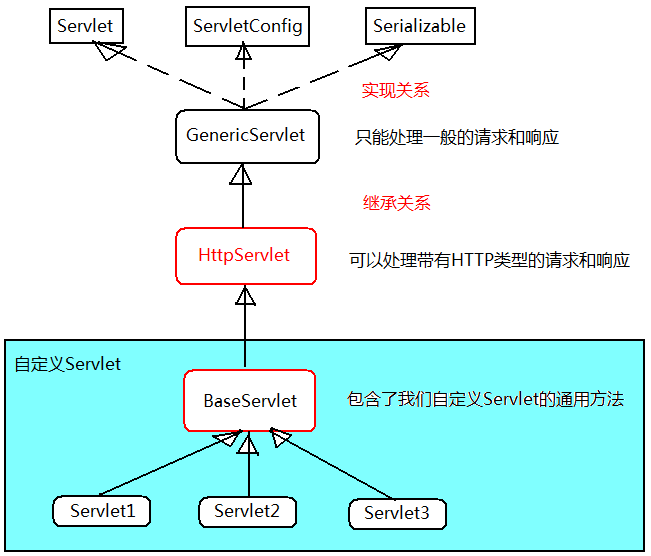 Servlet
ServletConfig
Serializable
实现关系
GenericServlet
只能处理一般的请求和响应
继承关系
HttpServlet
可以处理带有HTTP类型的请求和响应
自定义Servlet
BaseServlet
包含了我们自定义Servlet的通用方法
Servlet1
Servlet2
Servlet3